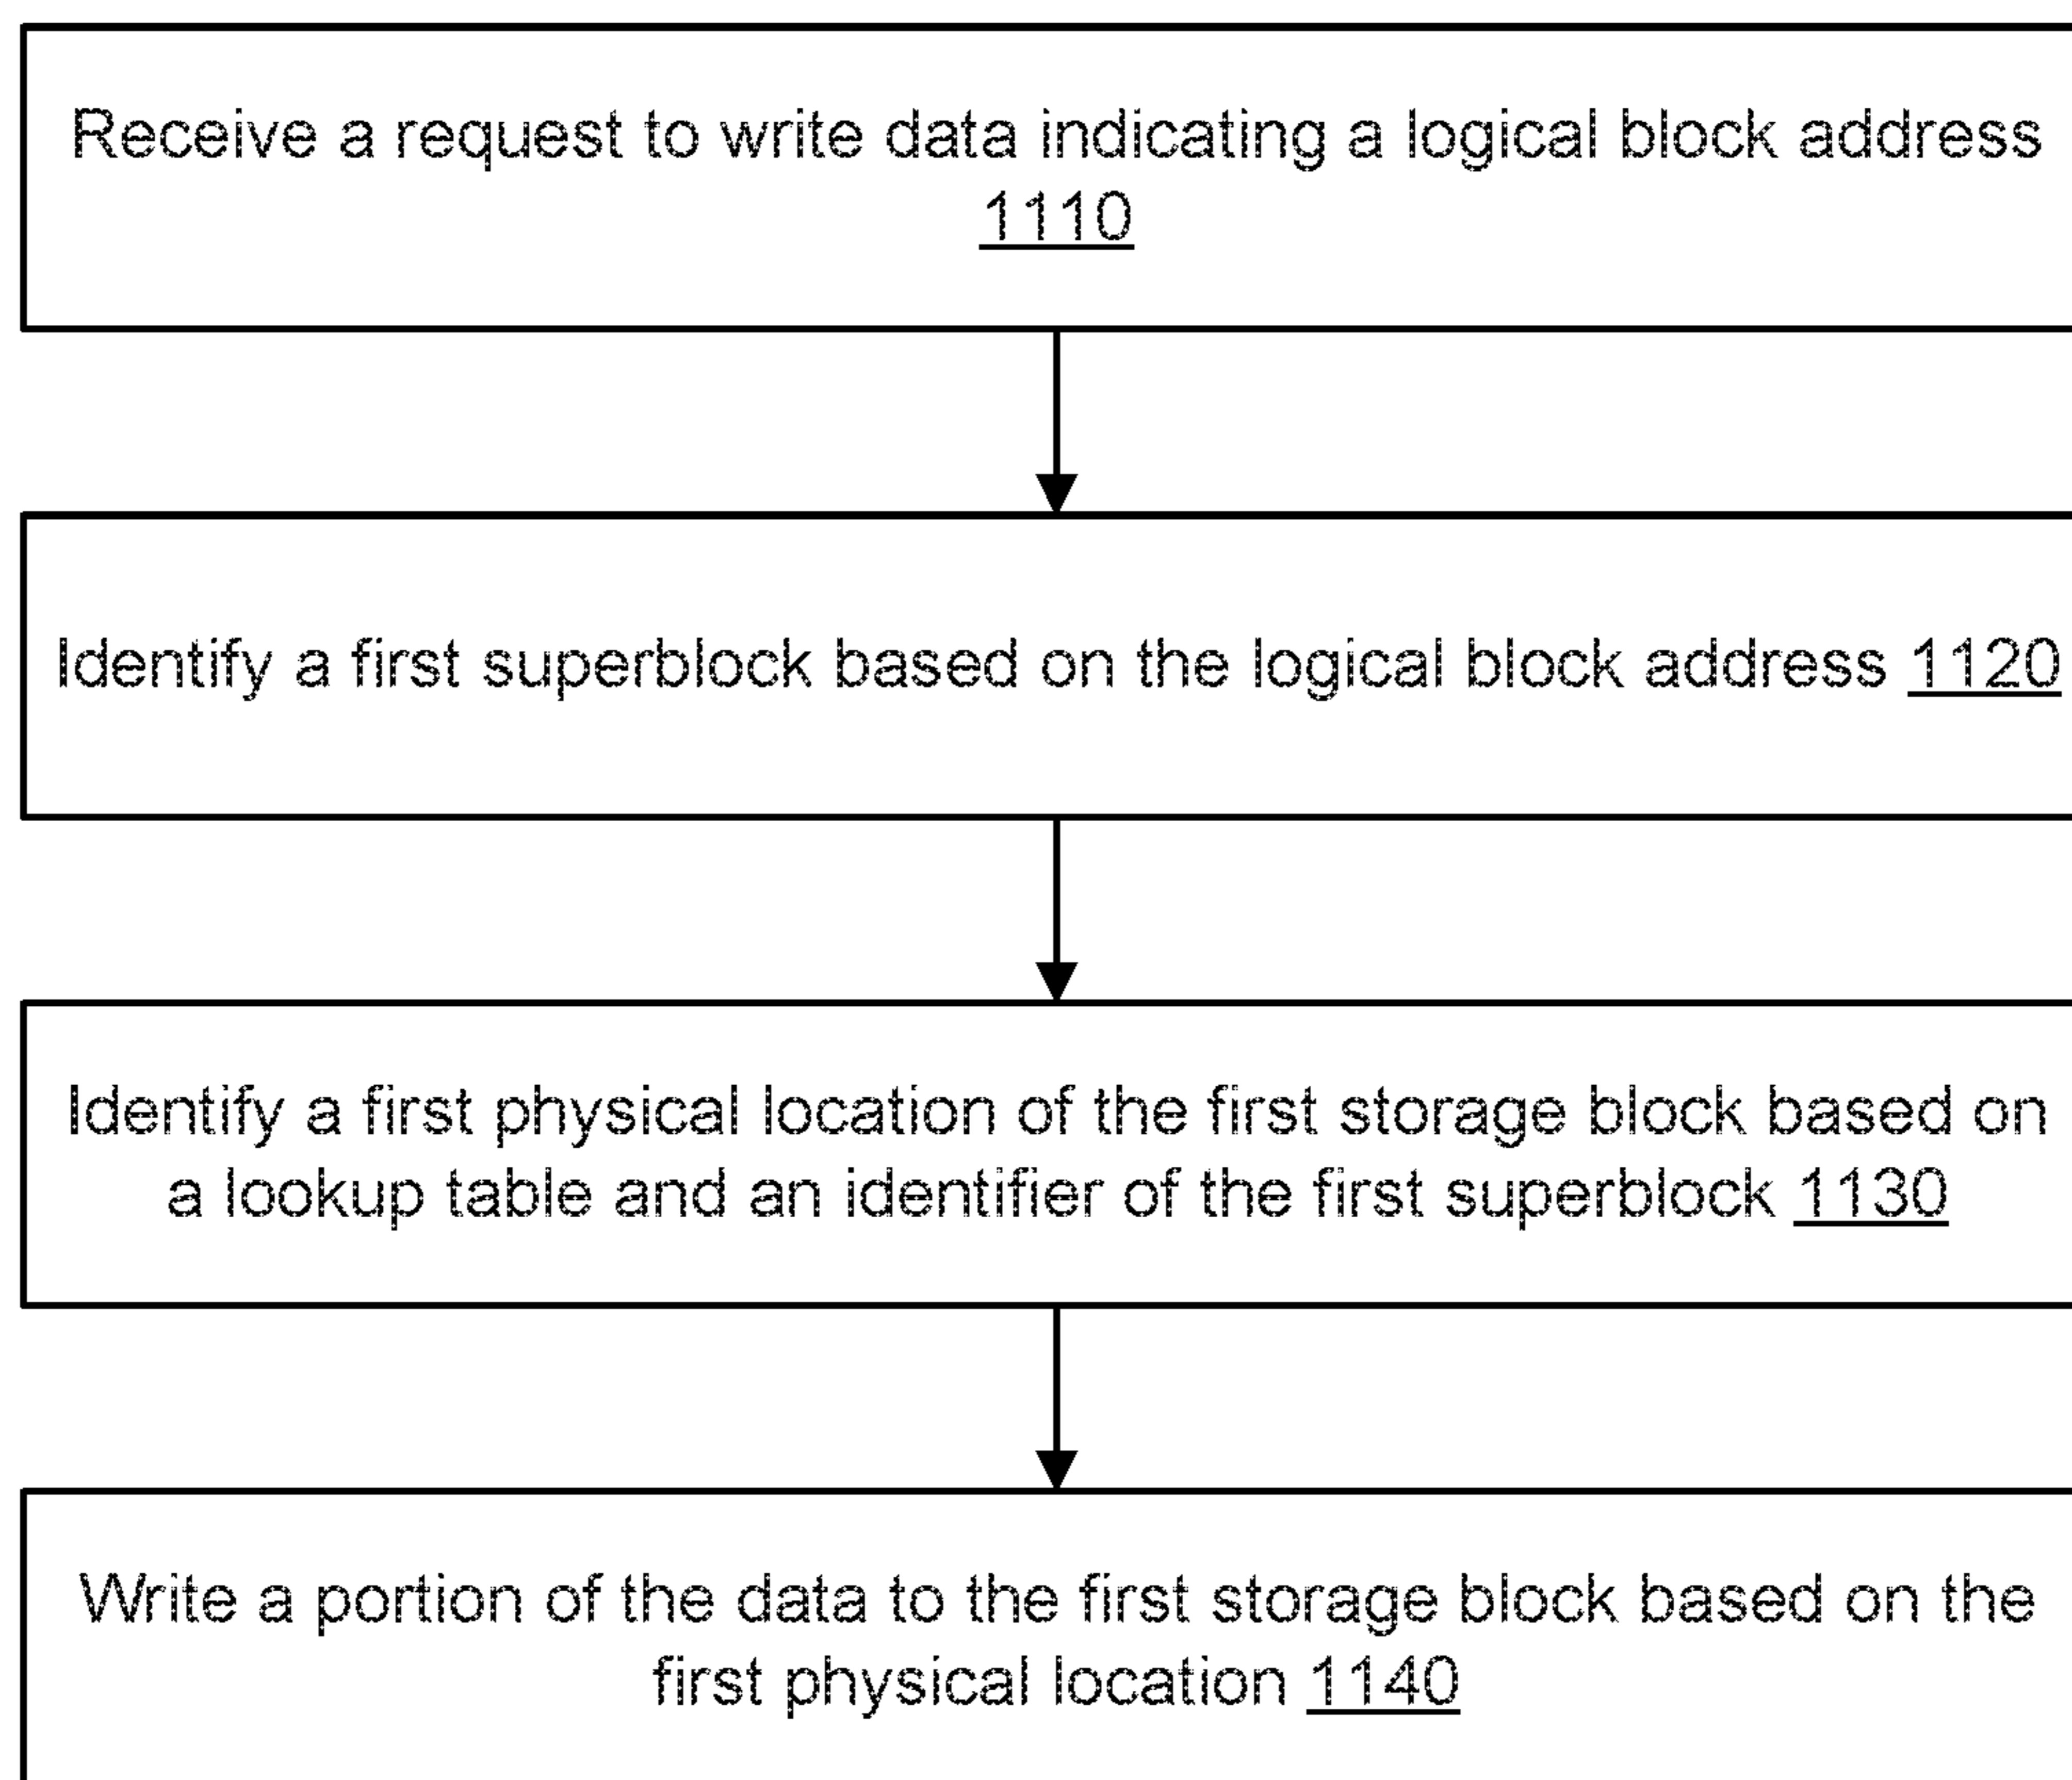 Receive a request to write data indicating a logical block address
1110
Identify a first superblock based on the logical block address 1120
Identify a first physical location of the first storage block based on
a lookup table and an identifier of the first superblock 1130
Write a portion of the data to the first storage block based on the
first physical location 1140